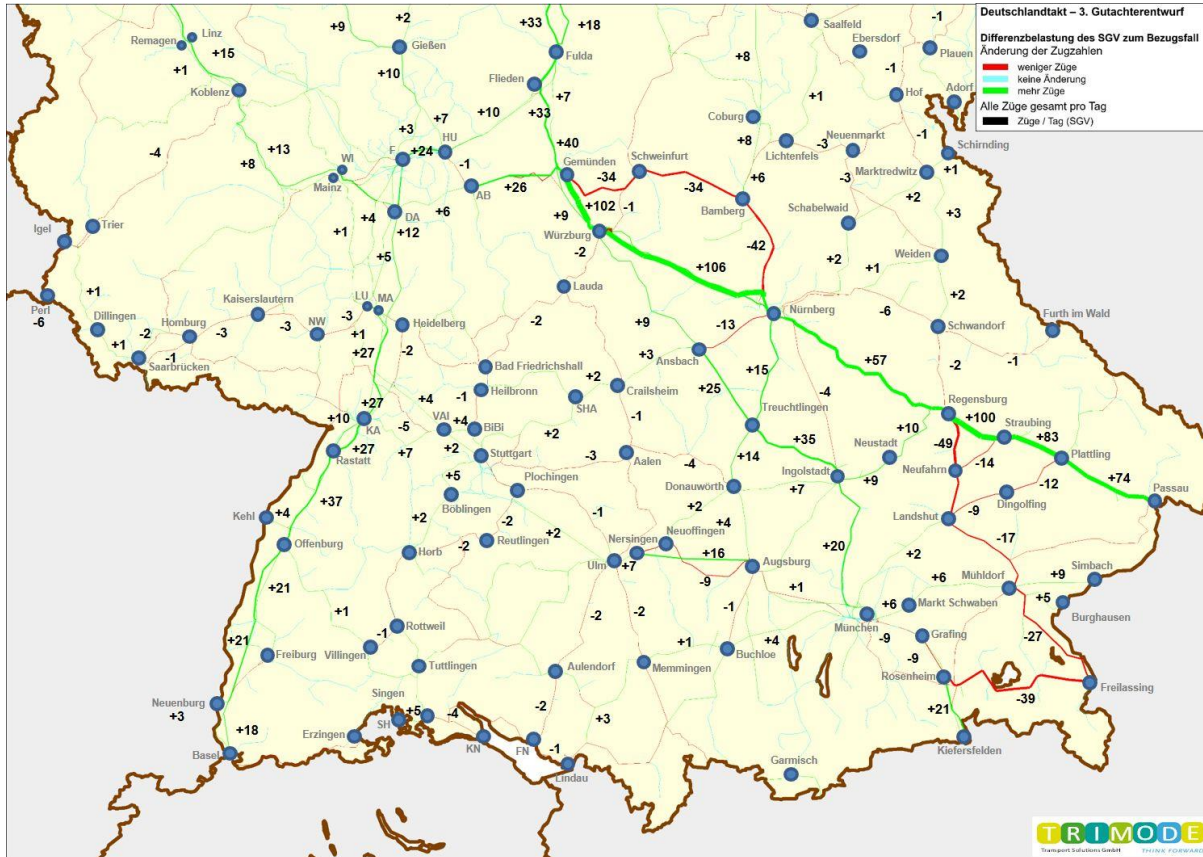 Deutschlandtakt – 3. Gutachterentwurf
Differenzbelastung des SGV zum Bezugsfall
Änderung der Zugzahlen
weniger Züge
keine Änderung
mehr Züge
Alle Züge gesamt pro Tag
Züge / Tag (SGV)
+9
+2
+33
+18
Saalfeld
-1
Linz
Remagen
+15
Gießen
Fulda
Ebersdorf
Plauen
+8
+1
+10
Flieden
+7
-1
Koblenz
Hof
Adorf
+10
+33
+1
Coburg
+7
+3
+13
-4
F
+24
HU
+40
+8
Neuenmarkt
-1
Lichtenfels
-3
Schirnding
+8
WI
Mainz
-1
AB
+26
Gemünden
Schweinfurt
-34
-34
+6
-3
Marktredwitz
+1
+2
Bamberg
+102
-1
+4
DA
+6
+9
+3
Trier
Igel
+1
+12
Würzburg
Schabelwaid
-42
-2
+5
+106
+2
+1
Weiden
Lauda
+2
Perl
-6
+1
Dillingen
Kaiserslautern
LU
MA
Homburg
-3
-3
NW
-3
+1
Heidelberg
-2
-2
+9
-13
Nürnberg
-6
Schwandorf
Furth im Wald
+1
-1
Saarbrücken
+27
-2
+3
Ansbach
+57
-2
-1
Bad Friedrichshall
+15
+2
Crailsheim
+25
-4
Heilbronn
-1
SHA
+4
+27
+10
KA
-5
VAI
+4
BiBi
-1
Treuchtlingen
Regensburg
+100
Straubing
+10
+83
+27
+7
+2
Stuttgart
+2
+35
Neustadt
-49
Plattling
Rastatt
-3
Aalen
-4
+14
-14
+5
Plochingen
Ingolstadt
+9
Neufahrn
-12
+74
Böblingen
Donauwörth
+7
Dingolfing
Passau
+37
Kehl
+4
+2
-2
-1
+2
-9
Landshut
+4
-17
Offenburg
Horb
-2
Reutlingen
+2
Neuoffingen
Nersingen
+20
+2
Ulm
+7
+16
Augsburg
-9
+21
+6
Mühldorf
+9
Simbach
+1
+1
-2
-2
-1
+6
Markt Schwaben
+5
Burghausen
München
Rottweil
-1
+21
Villingen
-9
Grafing
-27
+1
Buchloe
+4
Freiburg
-9
Tuttlingen
Aulendorf
Memmingen
Rosenheim
Freilassing
Neuenburg
+3
Singen
+5
-39
-4
-2
+3
+21
SH
+18
Erzingen
KN
FN
-1
Kiefersfelden
Basel
Lindau
Garmisch
TRIMODE
Transport Solutions GmbH
THINK FORWARD